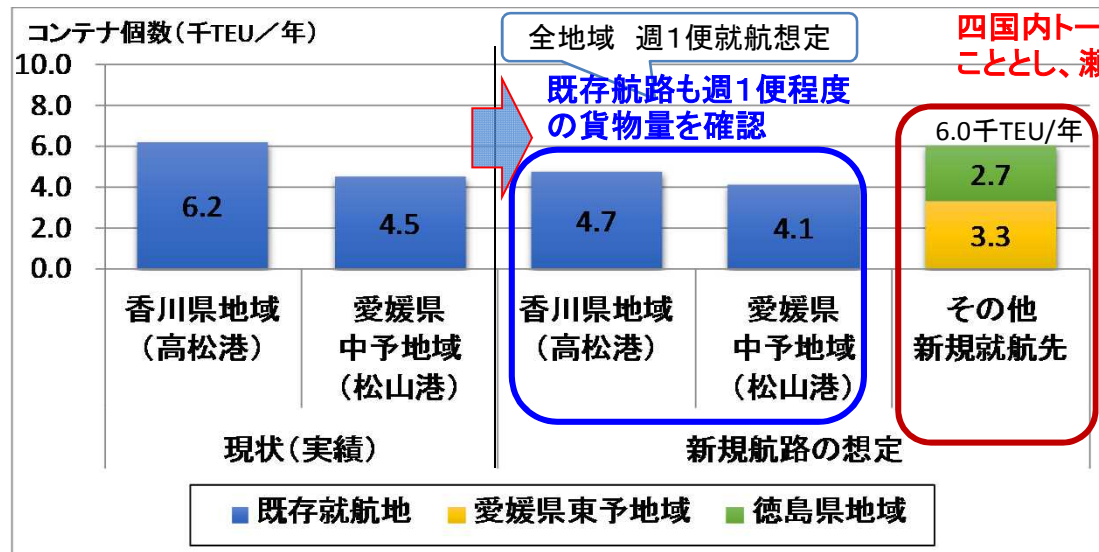 コンテナ個数(千TEU/年)
全地域 週1便就航想定
四国内トー
こととし、瀬
既存航路も週1便程度
の貨物量を確認
10.0
8.0
6.0
4.0
2.0
0.0
6.2
4.5
4.7
4.1
6.0千TEU/年
2.7
3.3
香川県地域
(高松港)
愛媛県
中予地域
(松山港)
香川県地域
(高松港)
愛媛県
中予地域
(松山港)
その他
新規就航先
現状(実績)
新規航路の想定
既存就航地 愛媛県東予地域 徳島県地域